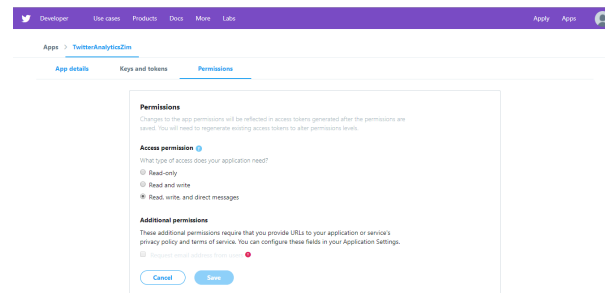 Developer Use cases Products Docs More Labs Apply Apps
Apps > TwitterAnalyticsZim
App details Keys and tokens Permissions
Permissions
Changes to the app permissions will be reflected in access tokens generated after the permissions are
saved. You will need to regenerate existing access tokens to alter permissions levels.
Access permission
What type of access does your application need?
Read-only
Read and write
Read, write, and direct messages
Additional permissions
These additional permissions require that you provide URLs to your application or service's
privacy policy and terms of service. You can configure these fields in your Application Settings.
Request email address from users
Cancel Save